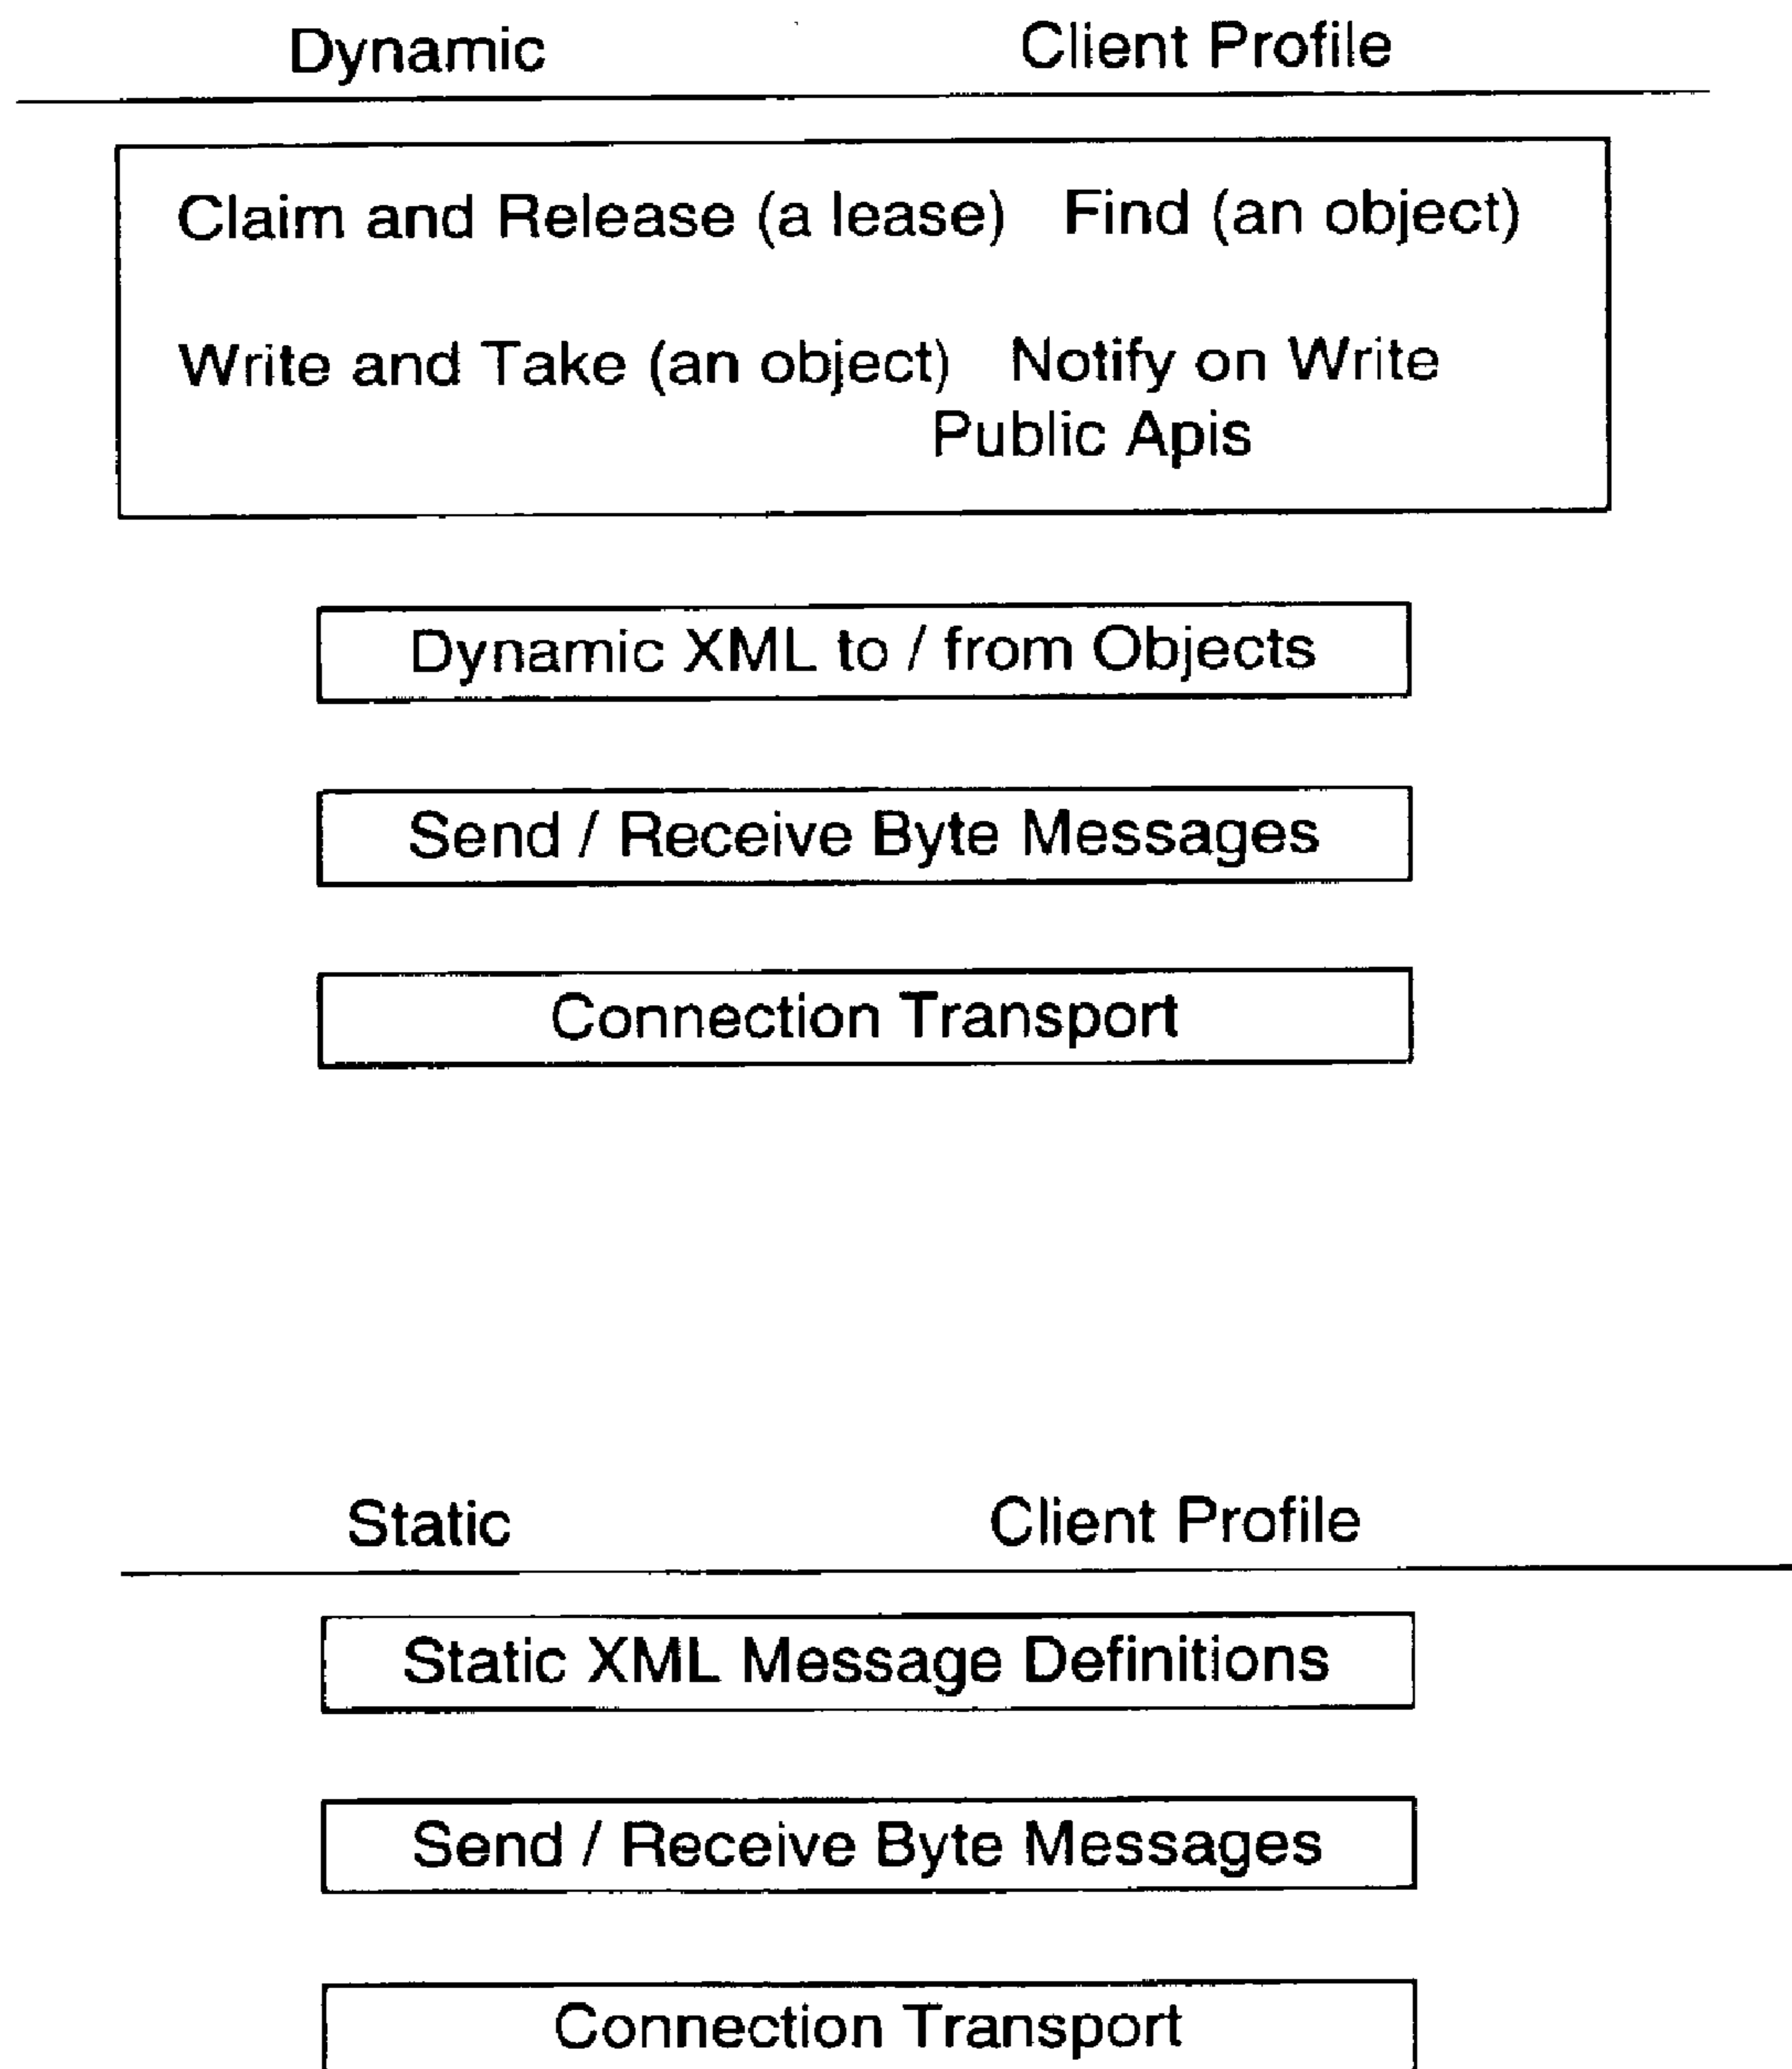 Dynamic Client Profile
Claim and Release (a lease) Find (an object)
Write and Take (an object) Notify on Write
Public Apis
Dynamic XML to / from Objects
Send / Receive Byte Messages
Connection Transport
Static Client Profile
Static XML Message Definitions
Send / Receive Byte Messages
Connection Transport